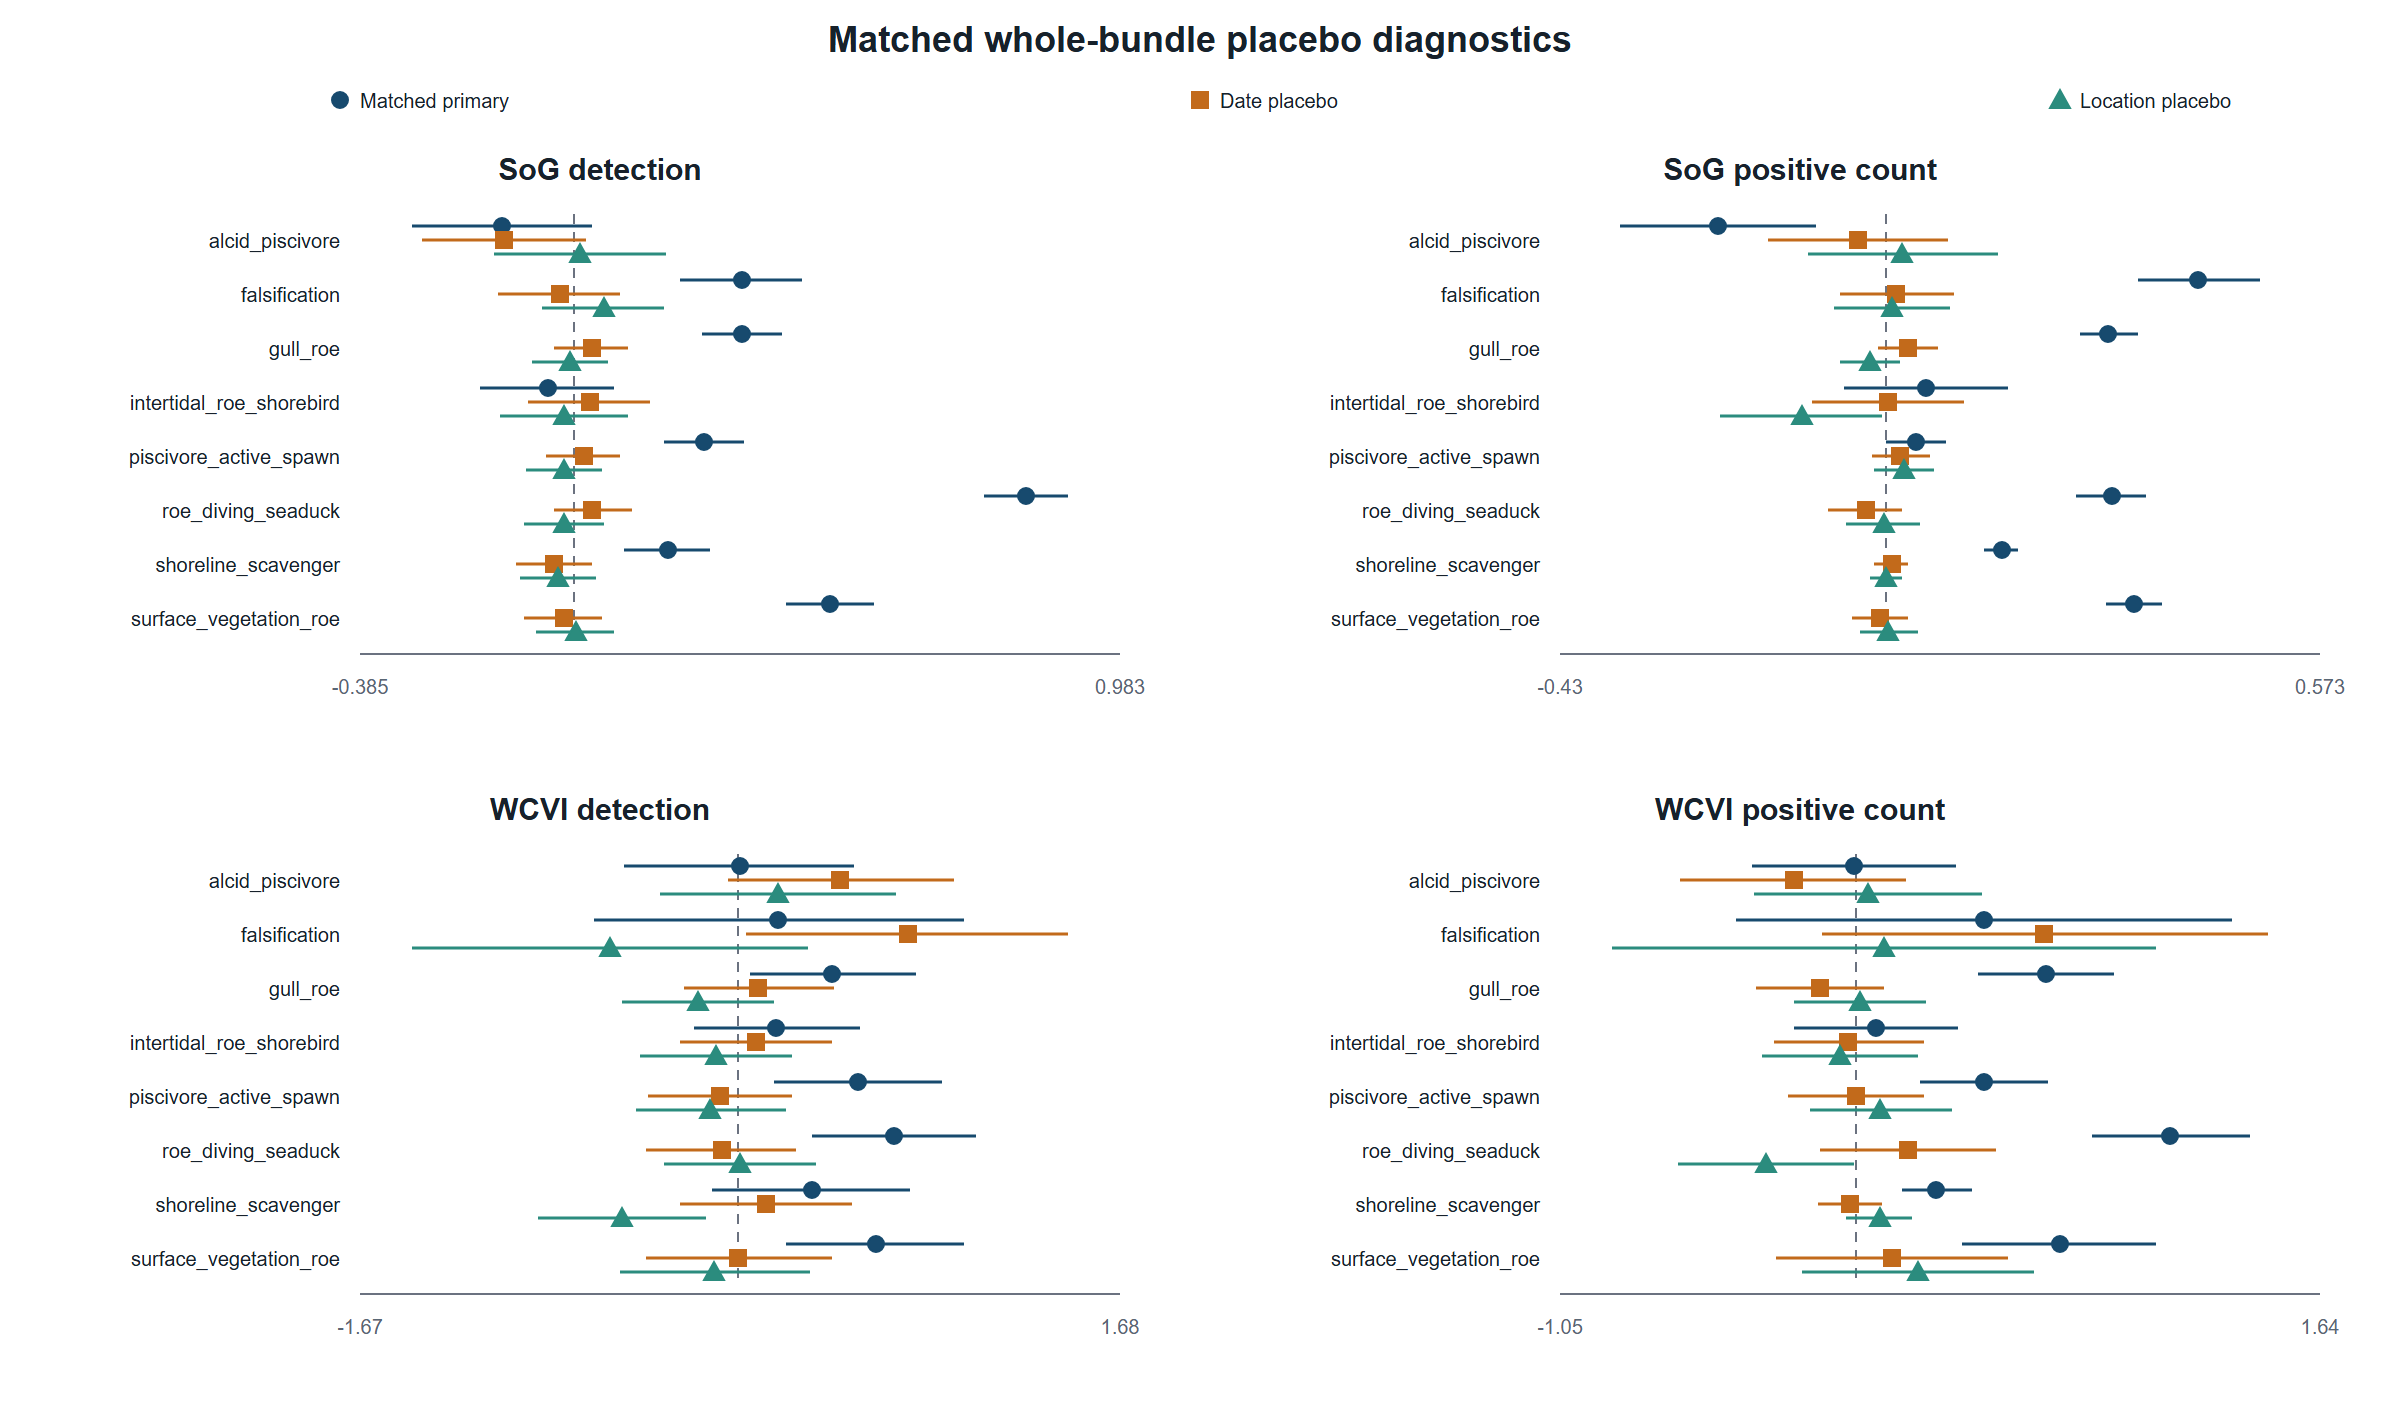 Matched whole-bundle placebo diagnostics
Matched primary
Date placebo
Location placebo
SoG detection
alcid_piscivore
falsification
gull_roe
intertidal_roe_shorebird
piscivore_active_spawn
roe_diving_seaduck
shoreline_scavenger
surface_vegetation_roe
-0.385
0.983
SoG positive count
alcid_piscivore
falsification
gull_roe
intertidal_roe_shorebird
piscivore_active_spawn
roe_diving_seaduck
shoreline_scavenger
surface_vegetation_roe
-0.43
0.573
WCVI detection
alcid_piscivore
falsification
gull_roe
intertidal_roe_shorebird
piscivore_active_spawn
roe_diving_seaduck
shoreline_scavenger
surface_vegetation_roe
-1.67
1.68
WCVI positive count
alcid_piscivore
falsification
gull_roe
intertidal_roe_shorebird
piscivore_active_spawn
roe_diving_seaduck
shoreline_scavenger
surface_vegetation_roe
-1.05
1.64